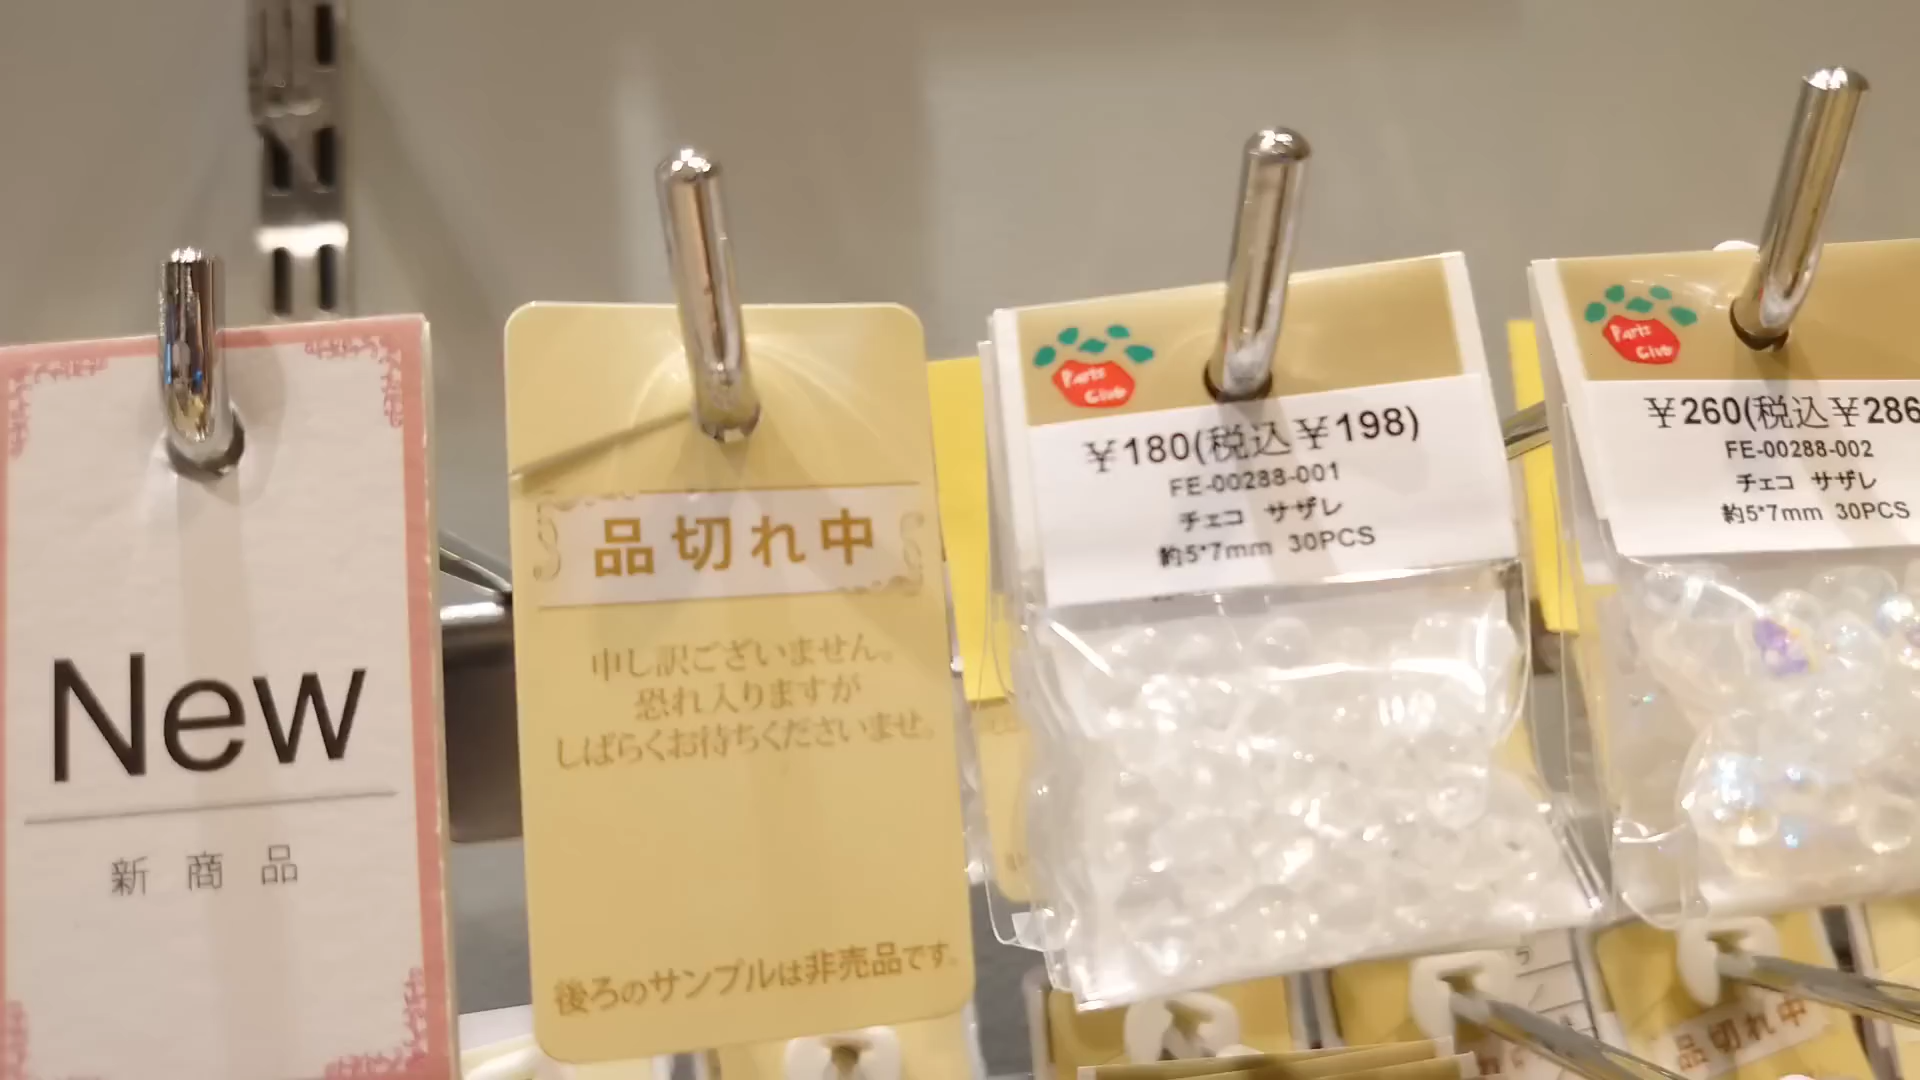 New
新商品
品切れ中
申し訳ございません。
恐れ入りますが
しばらくお待ちくださいませ。
後ろのサンプルは非売品です。
Parts
Club
￥180(税込￥198)
FE-00288-001
チェコ サザレ
約5*7mm 30PCS
Parts
Club
￥260(税込￥286
FE-00288-002
チェコ サザレ
約5*7mm 30PCS
品切れ中